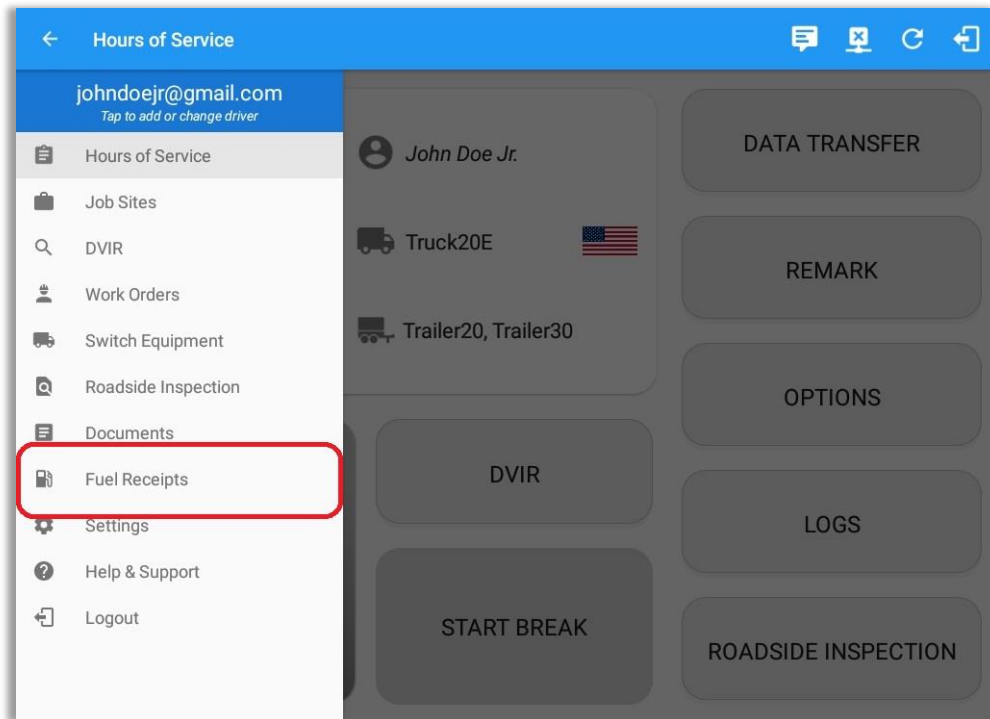 Hours of Service
johndoejr@gmail.com
Tap to add or change driver
Hours of Service
Job Sites
DVIR
Work Orders
Switch Equipment
Roadside Inspection
Documents
Fuel Receipts
Settings
Help & Support
Logout
John Doe Jr.
Truck20E
Trailer20, Trailer30
DVIR
START BREAK
DATA TRANSFER
REMARK
OPTIONS
LOGS
ROADSIDE INSPECTION